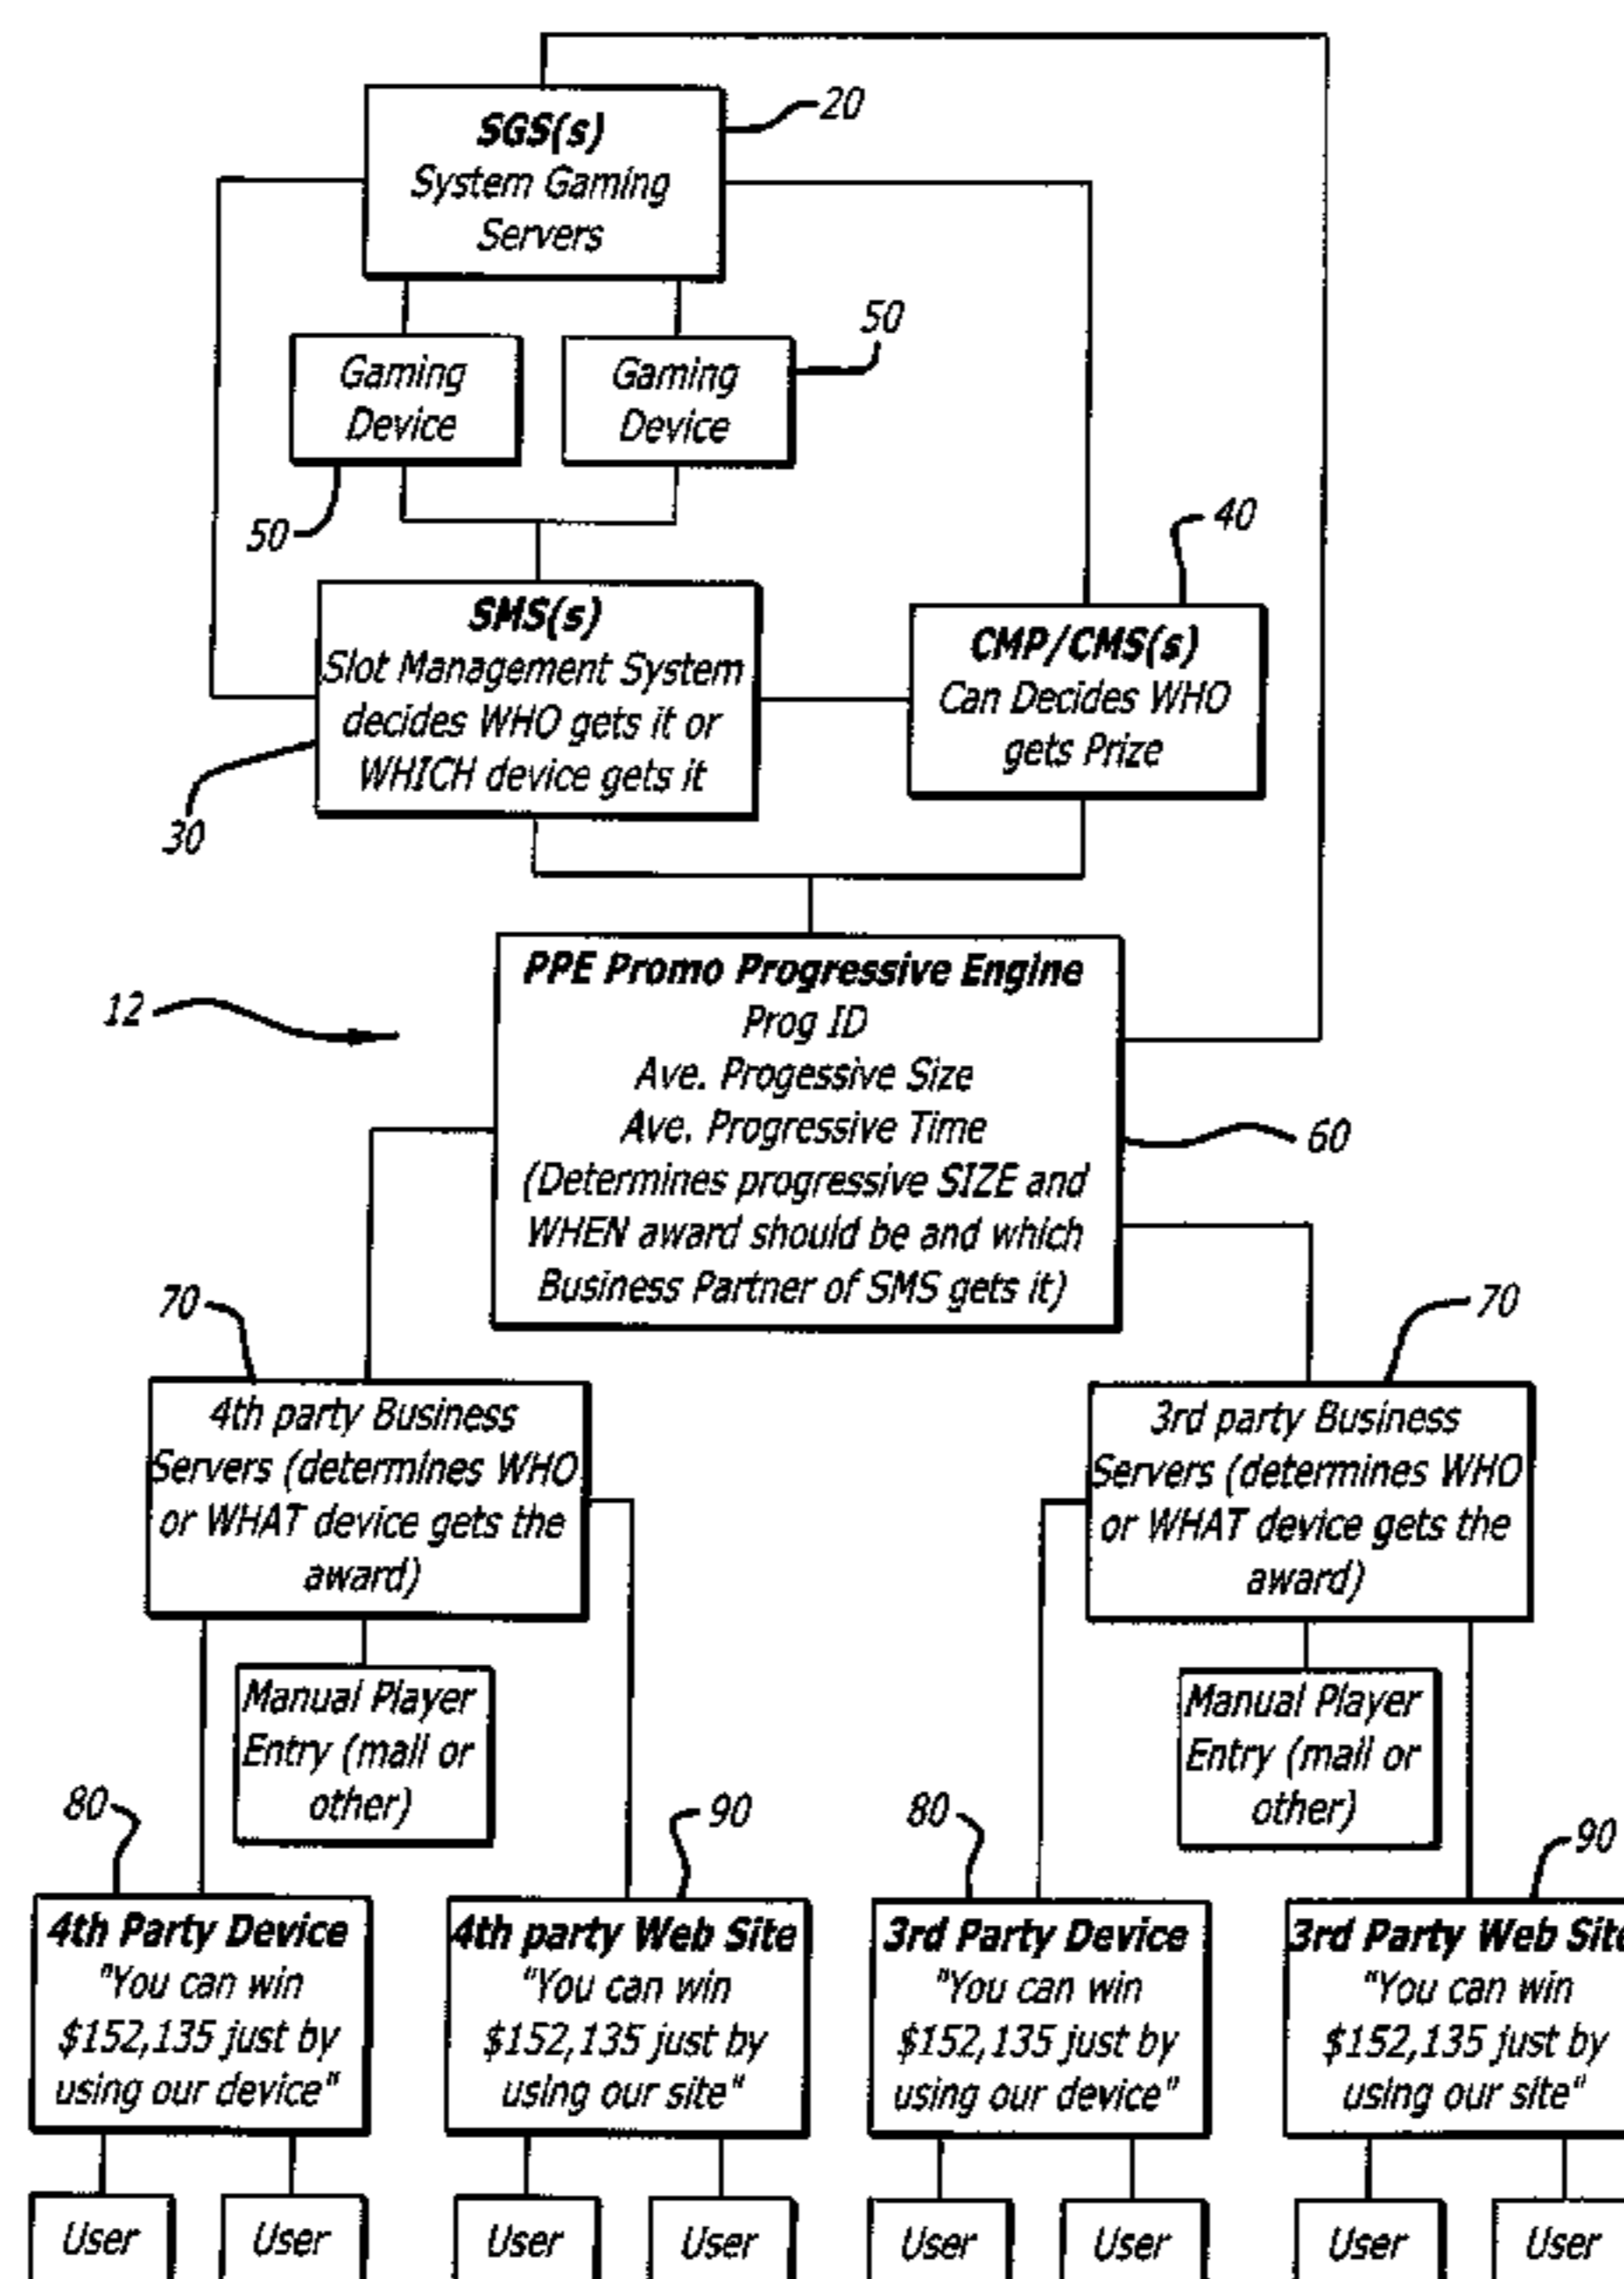 20
SGS(s)
System Gaming
Servers
50
Gaming
Device
Gaming
Device
50
40
SMS(s)
Slot Management System
decides WHO gets it or
WHICH device gets it
CMP/CMS(s)
Can Decides WHO
gets Prize
30
PPE Promo Progressive Engine
Prog ID
Ave. Progessive Size
Ave. Progressive Time
(Determines progressive SIZE and
WHEN award should be and which
Business Partner of SMS gets it)
12
60
70
70
4th party Business
Servers (determines WHO
or WHAT device gets the
award)
3rd party Business
Servers (determines WHO
or WHAT device gets the
award)
Manual Player
Entry (mail or
other)
Manual Player
Entry (mail or
other)
80
90
80
90
4th Party Device
"You can win
$152,135 just by
using our device"
4th party Web Site
"You can win
$152,135 just by
using our site"
3rd Party Device
"You can win
$152,135 just by
using our device"
3rd Party Web Site
"You can win
$152,135 just by
using our site"
User
User
User
User
User
User
User
User